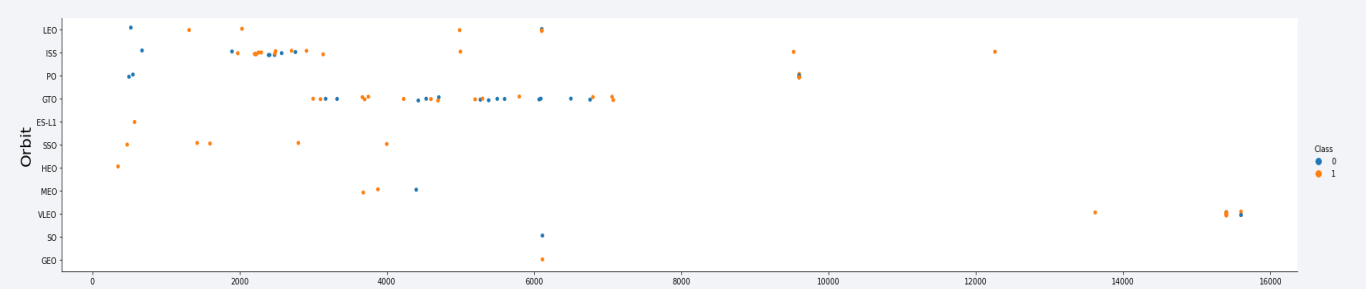 Orbit
LEO
ISS
PO
GTO
ES-L1
SSO
HEO
MEO
VLEO
SO
GEO
0 2000 4000 6000 8000 10000 12000 14000 16000
Class
0
1